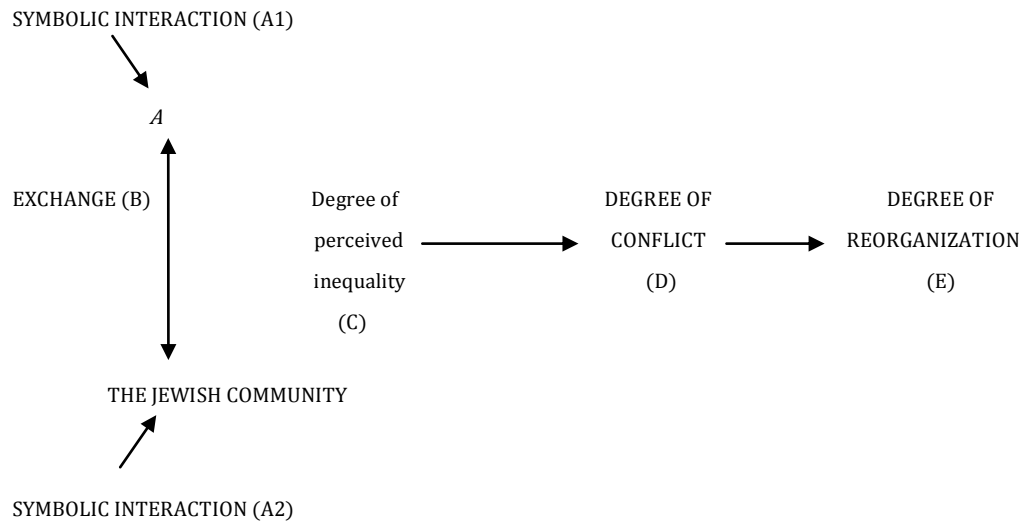 SYMBOLIC INTERACTION (A1)
A
EXCHANGE (B)
Degree of
perceived
inequality
(C)
DEGREE OF
CONFLICT
(D)
DEGREE OF
REORGANIZATION
(E)
THE JEWISH COMMUNITY
SYMBOLIC INTERACTION (A2)